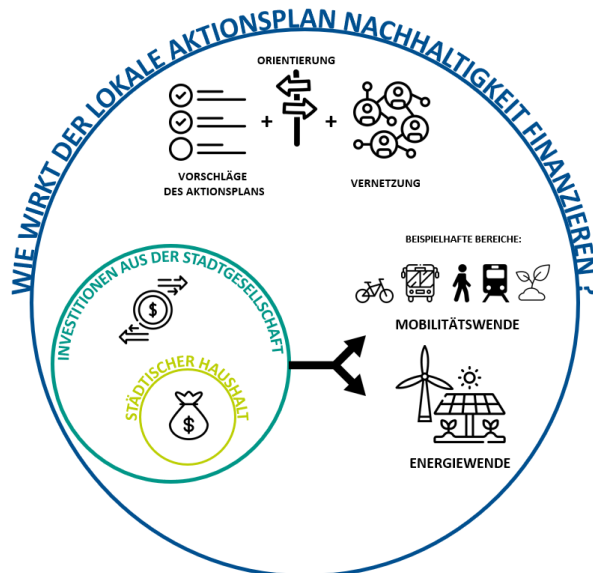 WIE WIRKT DER LOKALE AKTIONSPLAN NACHHALTIGKEIT FINANZIEREN ?
ORIENTIERUNG
+ +
VORSCHLÄGE
DES AKTIONSPLANS
VERNETZUNG
INVESTITIONEN AUS DER STADTGESELLSCHAFT
$
STÄDTISCHER HAUSHALT
$
BEISPIELHAFTE BEREICHE:
MOBILITÄTSWENDE
ENERGIEWENDE